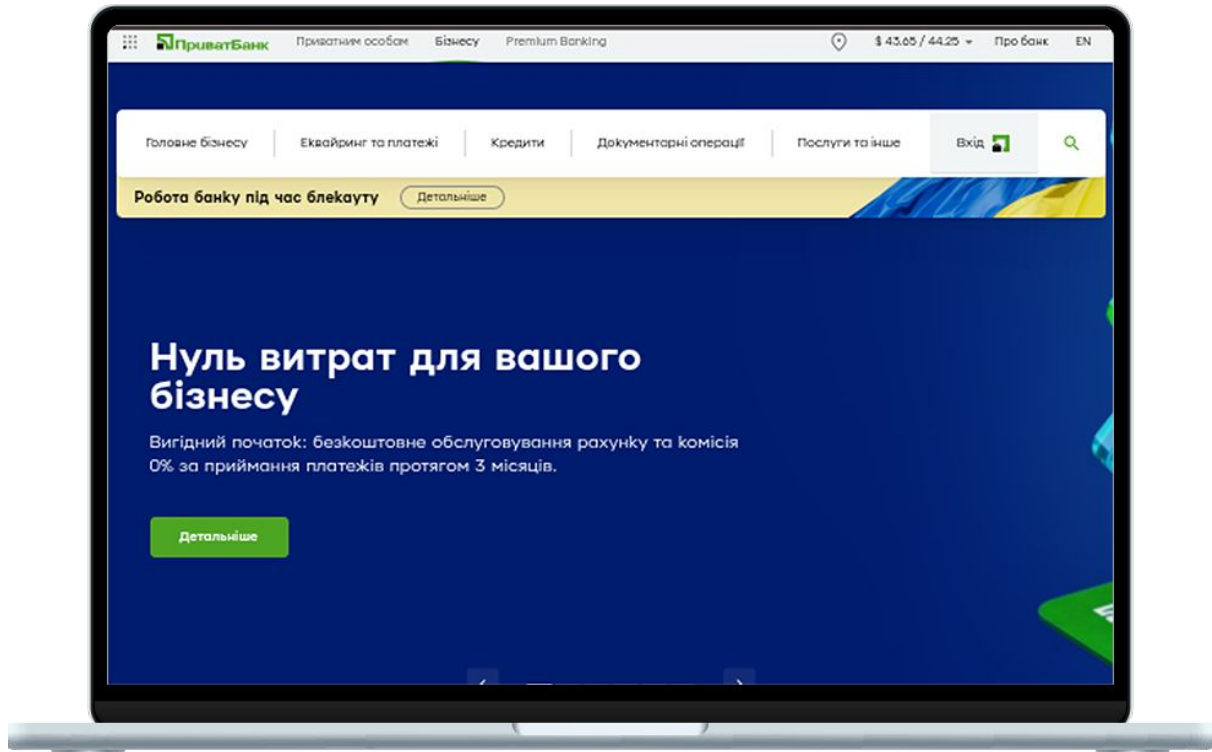 ПриватБанк Приватним особам Бізнесу Premium Banking $ 43.65 / 44.25 Про банк EN
Головне бізнесу Еквайринг та платежі Кредити Документарні операції Послуги та інше Вхід
Робота банку під час блекауту Детальніше
Нуль витрат для вашого
бізнесу
Вигідний початок: безкоштовне обслуговування рахунку та комісія
0% за приймання платежів протягом 3 місяців.
Детальніше